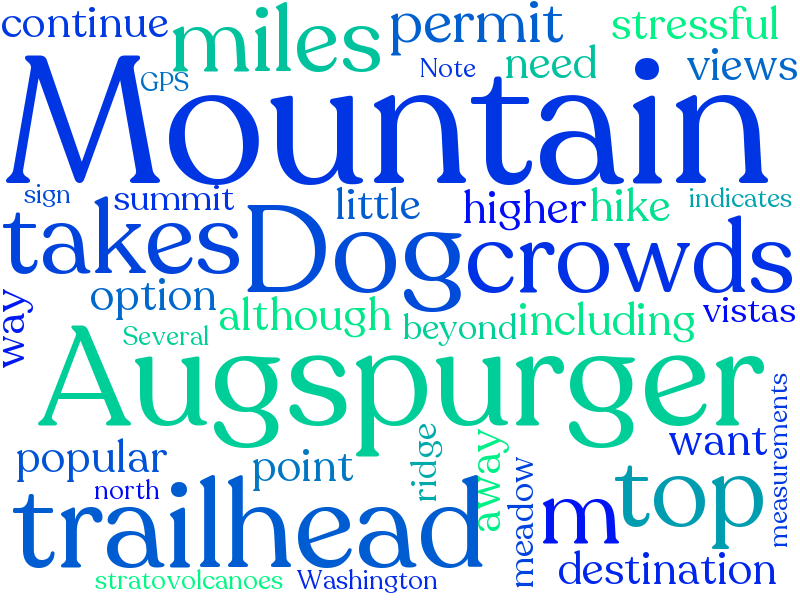 continue
miles
permit
stressful
GPS
Note
need
views
Mountain
sign
summit
little
higher
hike
indicates
takes
Dog
crowds
way
option
although
Several
beyond
including
vistas
Augspurger
popular
north
point
ridge
away
meadow
want
measurements
trailhead
m
top
destination
stratovolcanoes
Washington